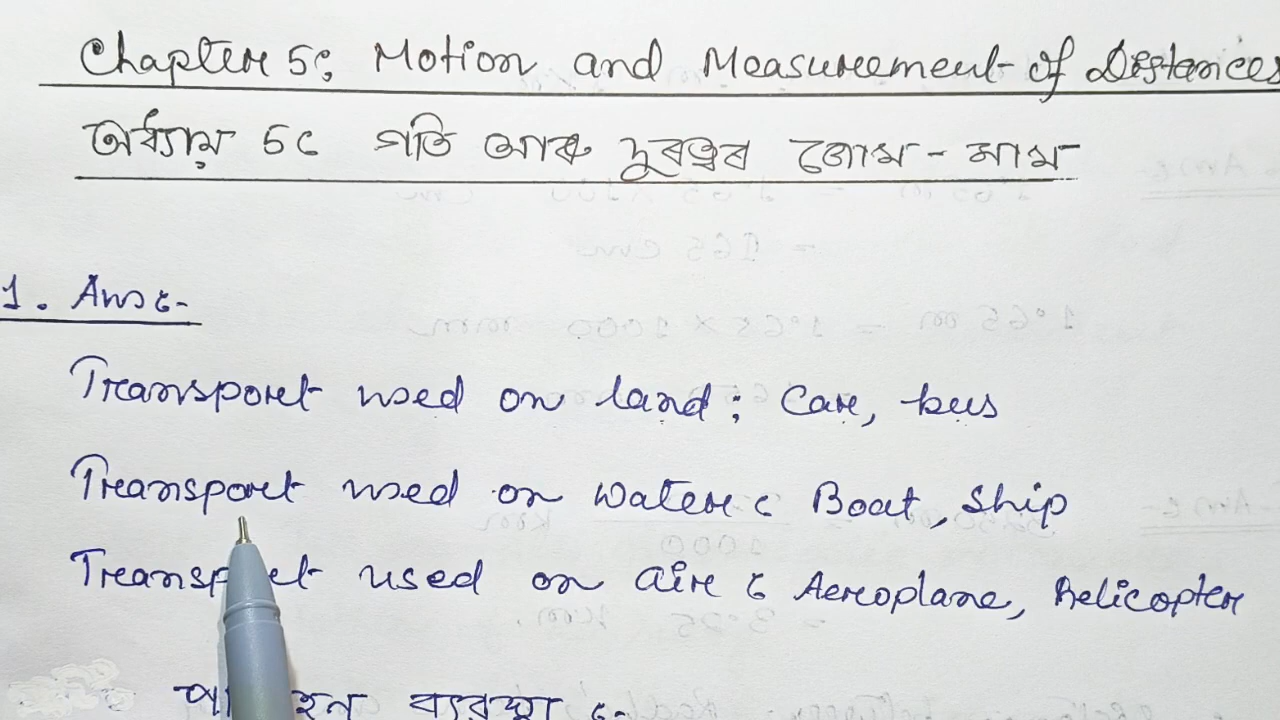 Chapter 5: Motion and Measurement of Distances
অধ্যায় 5: গতি আৰু দূৰত্বৰ জোখ-মাখ
1. Ans:-
Transport used on land: Car, bus
Transport used on water: Boat, Ship
Transport used on air: Aeroplane, Helicopter
ব্যৱস্থা :-